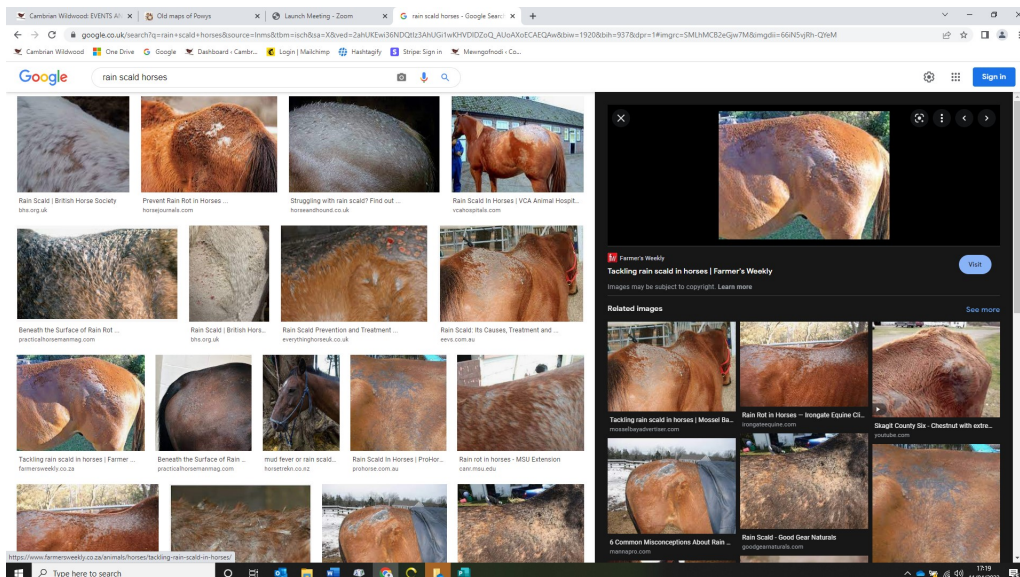 Cambrian Wildwood: EVENTS Aft
Old maps of Powys
Launch Meeting - Zoom
rain scald horses - Google Search
google.co.uk/search?q=rain+scald+horses&source=lnms&tbm=isch&sa=X&ved=2ahUKEwi36NDQtIz3AhUGi1wKHVDIDZoQ_AUoAXoECAEQAw&biw=1920&bih=937&dpr=1#imgrc=SMLhMCB2eGjw7M&imgdii=66iN5vjRh-QYeM
Cambrian Wildwood
One Drive
Google
Dashboard ‹ Cambr...
Login | Mailchimp
Hashtagify
Stripe: Sign in
Mewngofnodi ‹ Co...
Google
rain scald horses
Sign in
Rain Scald | British Horse Society
bhs.org.uk
Prevent Rain Rot in Horses ...
horsejournals.com
Struggling with rain scald? Find out ...
horseandhound.co.uk
Rain Scald In Horses | VCA Animal Hospit...
vcahospitals.com
Beneath the Surface of Rain Rot ...
practicalhorsemanmag.com
Rain Scald | British Hors...
bhs.org.uk
Rain Scald Prevention and Treatment ...
everythinghorseuk.co.uk
Rain Scald: Its Causes, Treatment and ...
eevs.com.au
Tackling rain scald in horses | Farmer ...
farmersweekly.co.za
Beneath the Surface of Rain ...
practicalhorsemanmag.com
mud fever or rain scald...
horsetiekn.co.nz
Rain Scald In Horses | ProHor...
prohorse.com.au
Rain rot in horses - MSU Extension
canr.msu.edu
https://www.farmersweekly.co.za/animals/horses/tackling-rain-scald-in-horses/
Farmer's Weekly
Tackling rain scald in horses | Farmer's Weekly
Visit
Images may be subject to copyright. Learn more
Related images
See more
Tackling rain scald in horses | Mossel Ba...
mosselbayadvertiser.com
Rain Rot in Horses — Irongate Equine Cli...
irongateequine.com
Skagit County Six - Chestnut with extre...
youtube.com
6 Common Misconceptions About Rain ...
mannapro.com
Rain Scald - Good Gear Naturals
goodgearnaturals.com
Type here to search
17:19